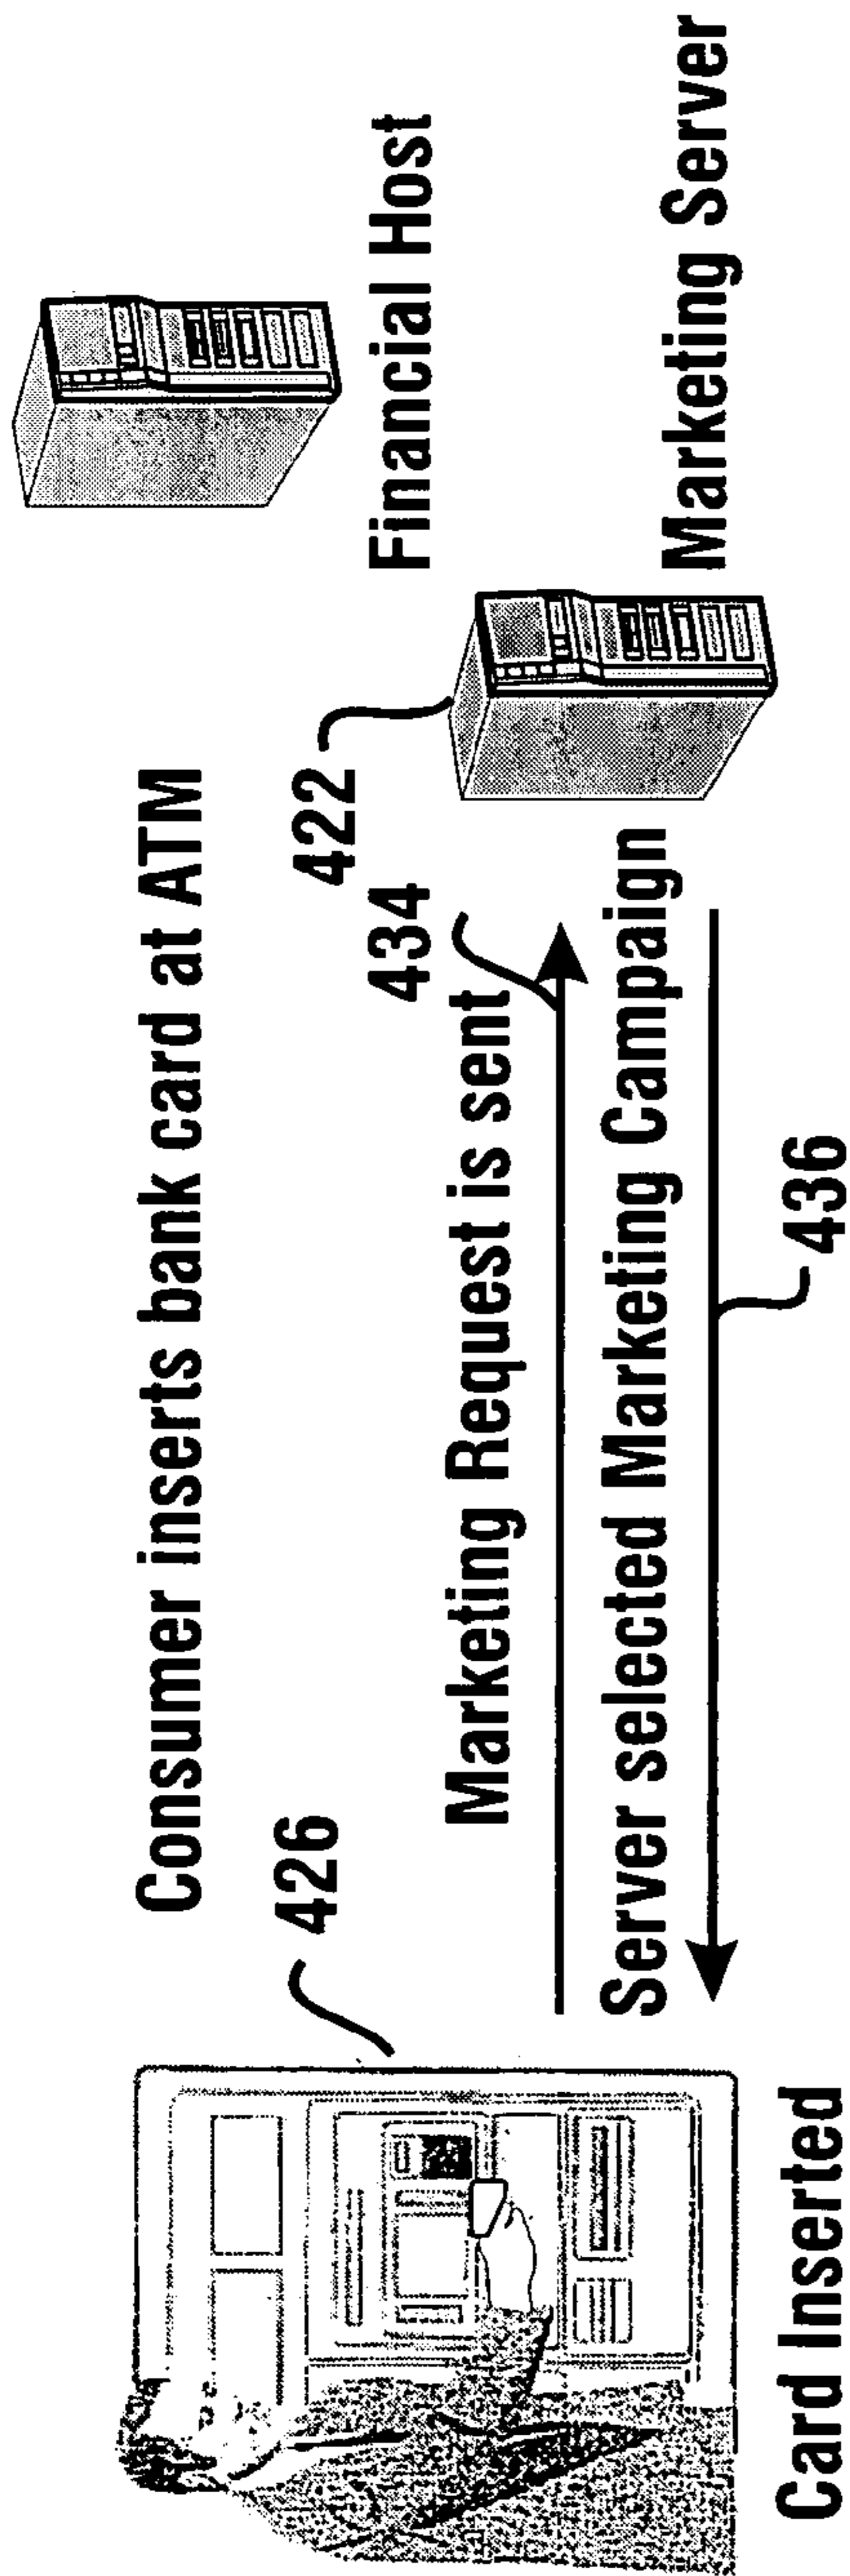 Consumer inserts bank card at ATM
Financial Host
426
422
434
Marketing Request is sent
Server selected Marketing Campaign
Marketing Server
436
Card Inserted